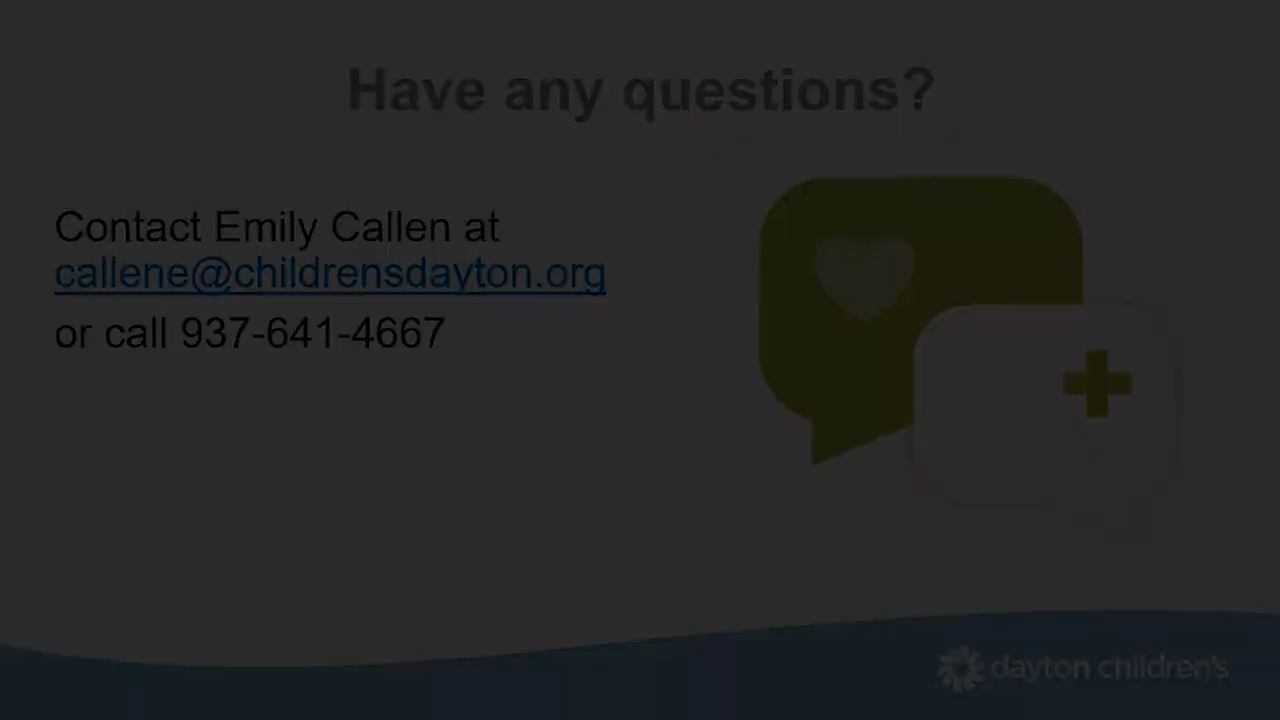 Have any questions?
Contact Emily Callen at
callene@childrensdayton.org
or call 937-641-4667
dayton children's